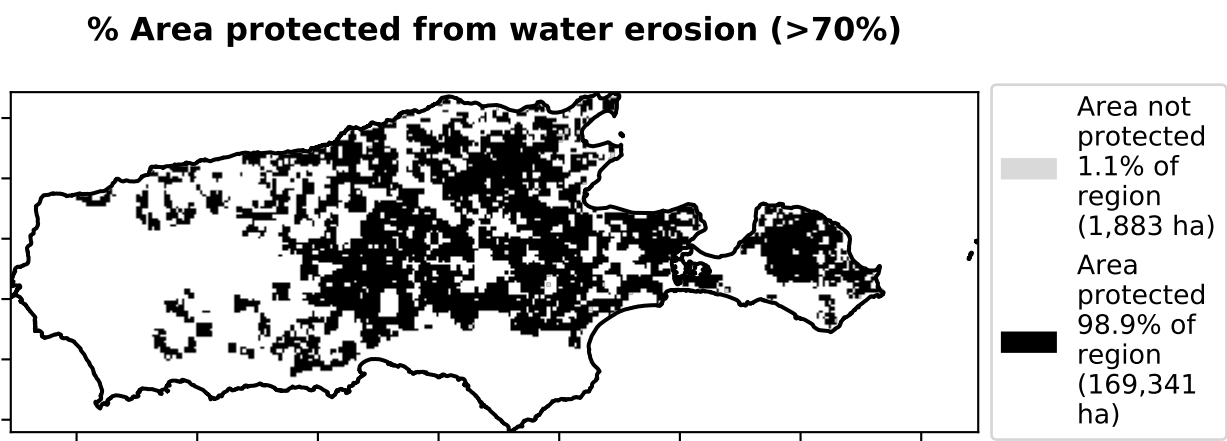 % Area protected from water erosion (>70%)
Area not
protected
1.1% of
region
(1,883 ha)
Area
protected
98.9% of
region
(169,341
ha)